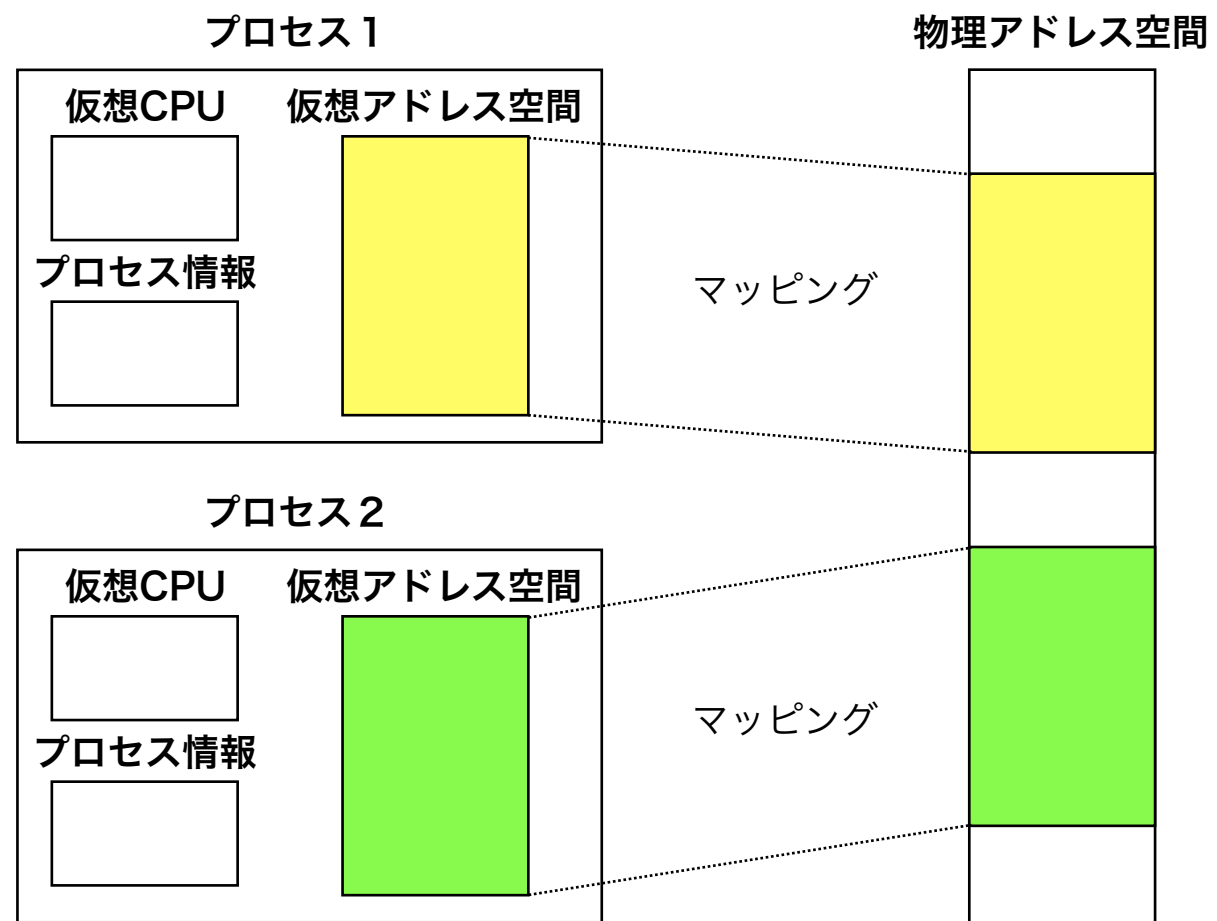 プロセス１
物理アドレス空間
仮想CPU
仮想アドレス空間
プロセス情報
マッピング
プロセス２
仮想CPU
仮想アドレス空間
プロセス情報
マッピング